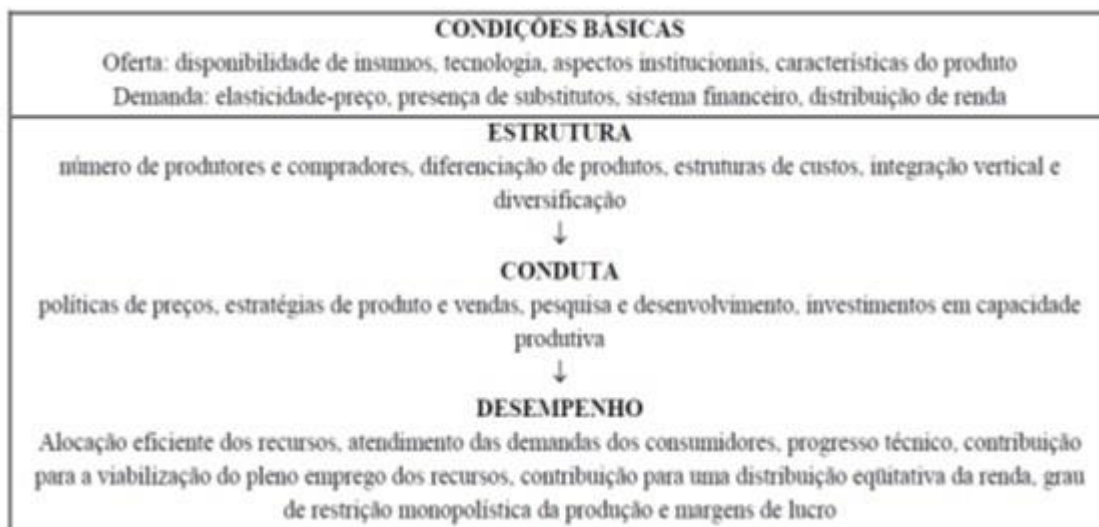 CONDIÇÕES BÁSICAS
Oferta: disponibilidade de insumos, tecnologia, aspectos institucionais, características do produto
Demanda: elasticidade-preço, presença de substitutos, sistema financeiro, distribuição de renda
ESTRUTURA
número de produtores e compradores, diferenciação de produtos, estruturas de custos, integração vertical e
diversificação
↓
CONDUTA
políticas de preços, estratégias de produto e vendas, pesquisa e desenvolvimento, investimentos em capacidade
produtiva
↓
DESEMPENHO
Alocação eficiente dos recursos, atendimento das demandas dos consumidores, progresso técnico, contribuição
para a viabilização do pleno emprego dos recursos, contribuição para uma distribuição eqüitativa da renda, grau
de restrição monopolística da produção e margens de lucro